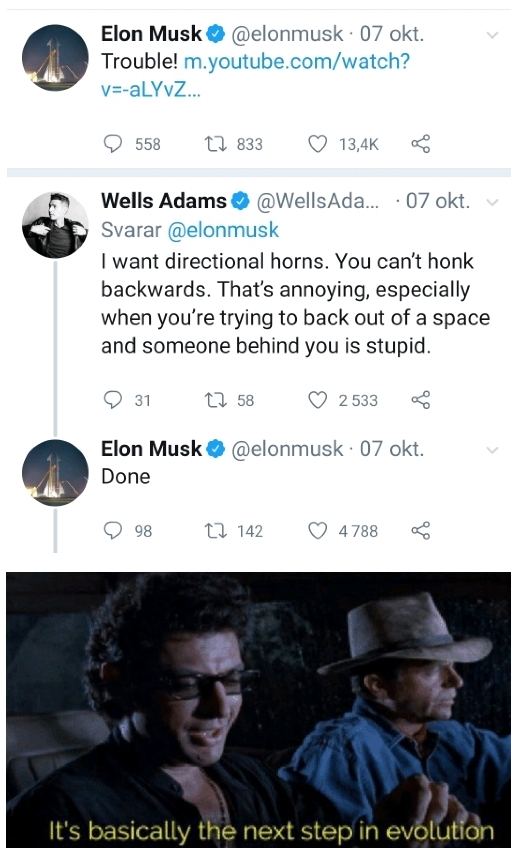 Elon Musk @elonmusk · 07 okt.
Trouble! m.youtube.com/watch?
v=-aLYvZ...
558 833 13,4K
Wells Adams @WellsAda... · 07 okt.
Svarar @elonmusk
I want directional horns. You can't honk
backwards. That's annoying, especially
when you're trying to back out of a space
and someone behind you is stupid.
31 58 2 533
Elon Musk @elonmusk · 07 okt.
Done
98 142 4 788
It's basically the next step in evolution